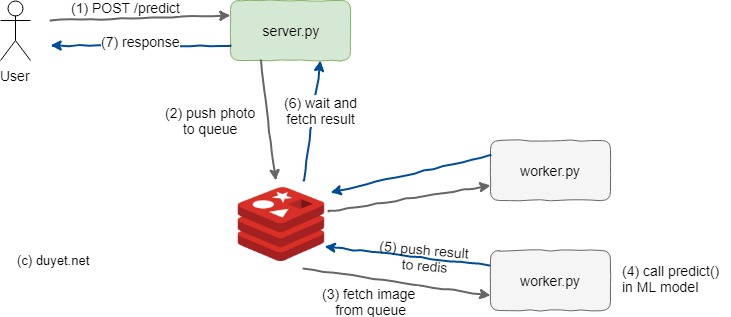 (1) POST /predict
server.py
(7) response
User
(2) push photo
to queue
(6) wait and
fetch result
worker.py
(5) push result
to redis
(c) duyet.net
worker.py
(4) call predict()
in ML model
(3) fetch image
from queue